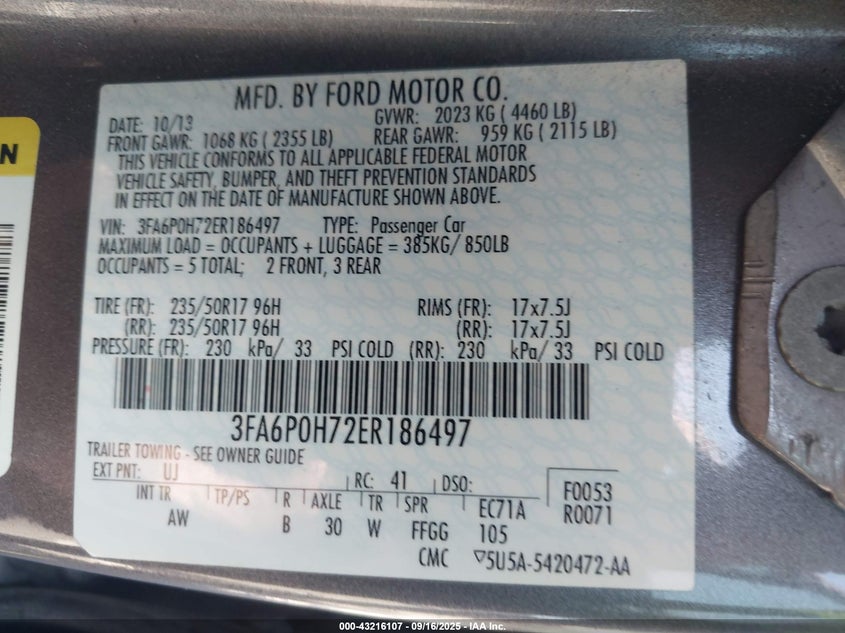 MFD. BY FORD MOTOR CO.
DATE: 10/13 GVWR: 2023 KG ( 4460 LB)
FRONT GAWR: 1068 KG ( 2355 LB) REAR GAWR: 959 KG ( 2115 LB)
THIS VEHICLE CONFORMS TO ALL APPLICABLE FEDERAL MOTOR
VEHICLE SAFETY, BUMPER, AND THEFT PREVENTION STANDARDS
IN EFFECT ON THE DATE OF MANUFACTURE SHOWN ABOVE.
VIN: 3FA6P0H72ER186497 TYPE: Passenger Car
MAXIMUM LOAD = OCCUPANTS + LUGGAGE = 385KG/ 850LB
OCCUPANTS = 5 TOTAL; 2 FRONT, 3 REAR
TIRE (FR): 235/50R17 96H RIMS (FR): 17x7.5J
(RR): 235/50R17 96H (RR): 17x7.5J
PRESSURE (FR): 230 kPa/ 33 PSI COLD (RR): 230 kPa/ 33 PSI COLD
3FA6P0H72ER186497
TRAILER TOWING - SEE OWNER GUIDE
EXT PNT: UJ RC: 41 DSO: F0053
INT TR TP/PS R AXLE TR SPR EC71A R0071
AW B 30 W FFGG 105
CMC ▽5U5A-5420472-AA
N
000-43216107 - 09/16/2025 - IAA Inc.